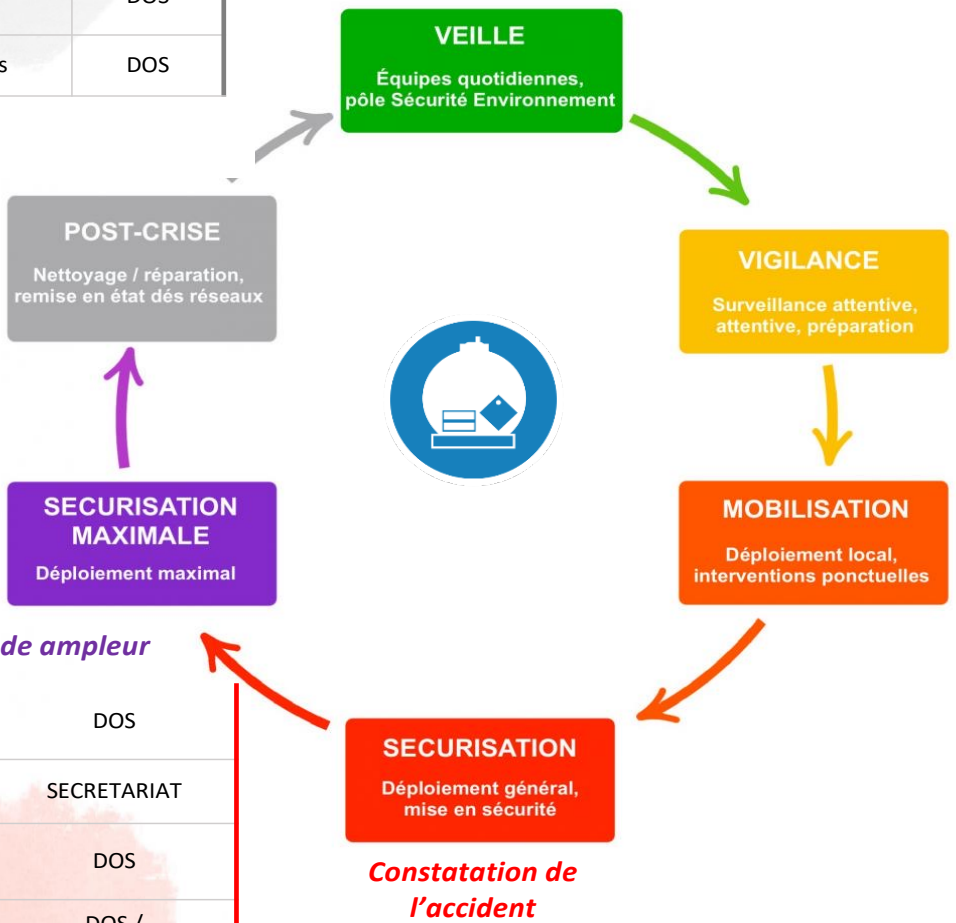 DOS
s
DOS
VEILLE
Équipes quotidiennes,
pôle Sécurité Environnement
POST-CRISE
Nettoyage / réparation,
remise en état dés réseaux
VIGILANCE
Surveillance attentive,
attentive, préparation
SECURISATION
MAXIMALE
Déploiement maximal
de ampleur
MOBILISATION
Déploiement local,
interventions ponctuelles
SECURISATION
Déploiement général,
mise en sécurité
Constatation de
l’accident
DOS
SECRETARIAT
DOS
DOS /